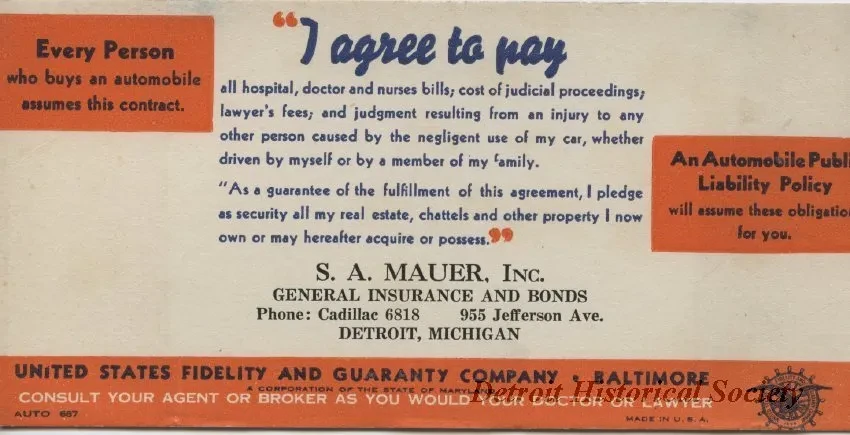 Every Person
who buys an automobile
assumes this contract.
“I agree to pay
all hospital, doctor and nurses bills; cost of judicial proceedings;
lawyer's fees; and judgment resulting from an injury to any
other person caused by the negligent use of my car, whether
driven by myself or by a member of my family.
“As a guarantee of the fulfillment of this agreement, I pledge
as security all my real estate, chattels and other property I now
own or may hereafter acquire or possess.”
An Automobile Publi
Liability Policy
will assume these obligation
for you.
S. A. MAUER, INC.
GENERAL INSURANCE AND BONDS
Phone: Cadillac 6818 955 Jefferson Ave.
DETROIT, MICHIGAN
UNITED STATES FIDELITY AND GUARANTY COMPANY • BALTIMORE
A CORPORATION OF THE STATE OF MARYLAND
Detroit Historical Society
CONSULT YOUR AGENT OR BROKER AS YOU WOULD YOUR DOCTOR OR LAWYER
AUTO 687
MADE IN U.S.A.